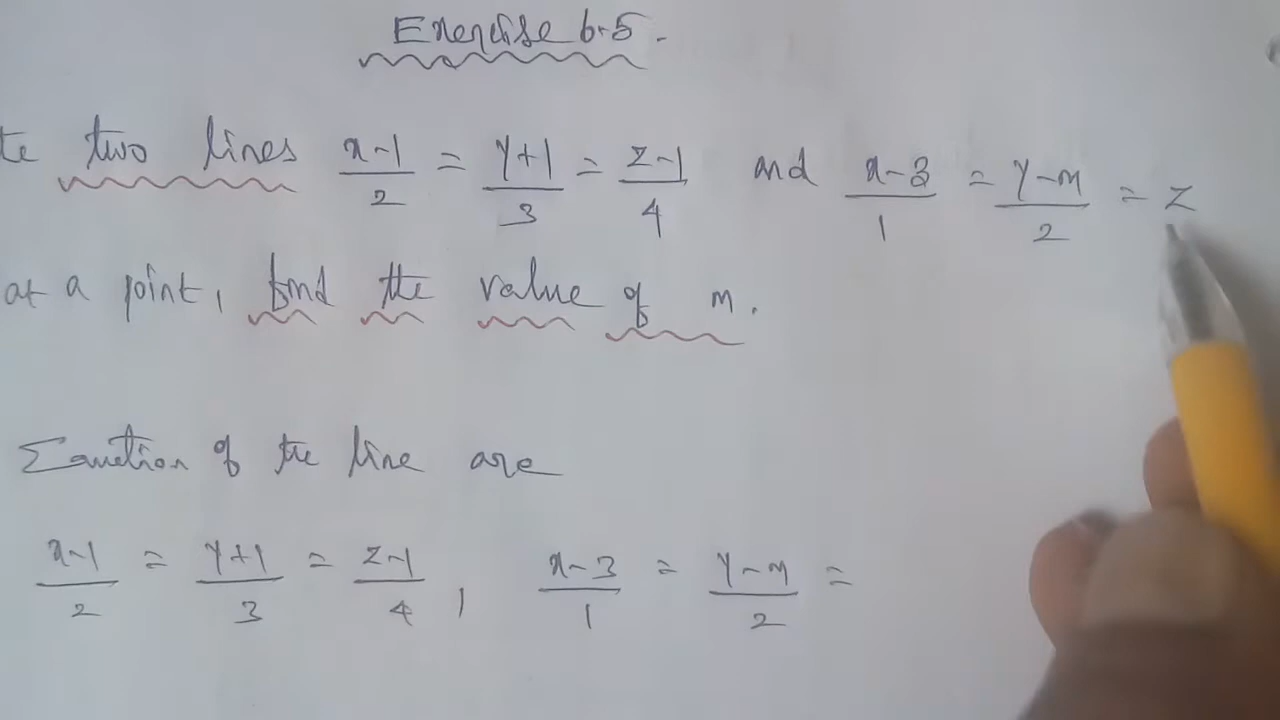 Exercise 6.5.
te two lines x-1/2 = y+1/3 = z-1/4 and x-3/1 = y-m/2 = z
at a point, find the value of m.
Equation of the line are
x-1/2 = y+1/3 = z-1/4, x-3/1 = y-m/2 =